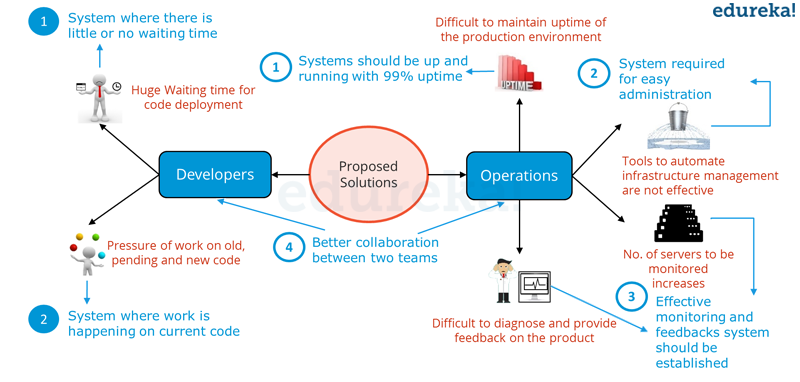 edureka!
1
System where there is
little or no waiting time
Huge Waiting time for
code deployment
Difficult to maintain uptime of
the production environment
1
Systems should be up and
running with 99% uptime
UPTIME
2
System required
for easy
administration
Tools to automate
infrastructure management
are not effective
Developers
Proposed
Solutions
Operations
edureka!
Pressure of work on old,
pending and new code
4
Better collaboration
between two teams
No. of servers to be
monitored
increases
2
System where work is
happening on current code
Difficult to diagnose and provide
feedback on the product
3
Effective
monitoring and
feedbacks system
should be
established